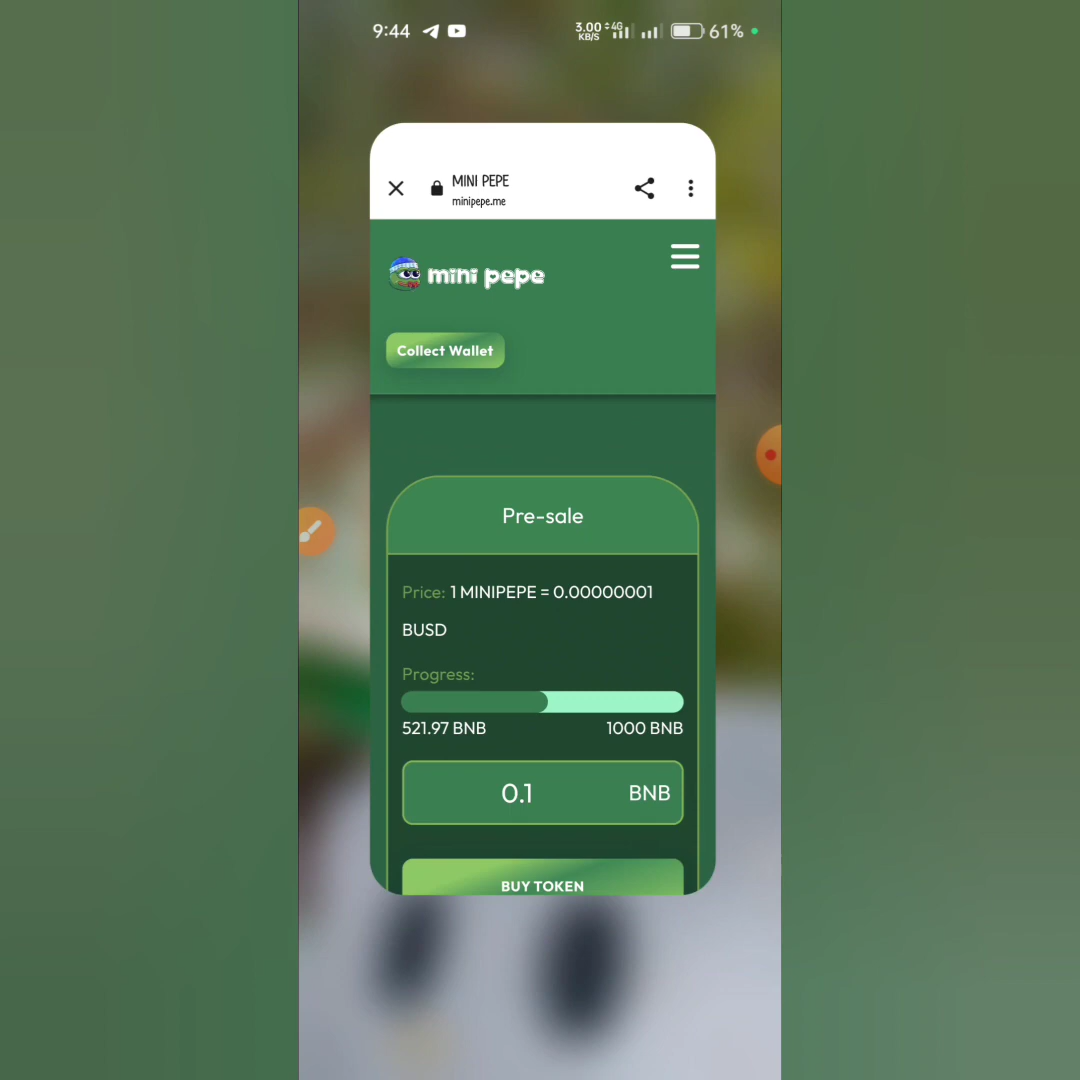 9:44
3.00 KB/S 4G 61%
MINI PEPE
minipepe.me
mini pepe
Collect Wallet
Pre-sale
Price: 1 MINIPEPE = 0.00000001
BUSD
Progress:
521.97 BNB 1000 BNB
0.1 BNB
BUY TOKEN